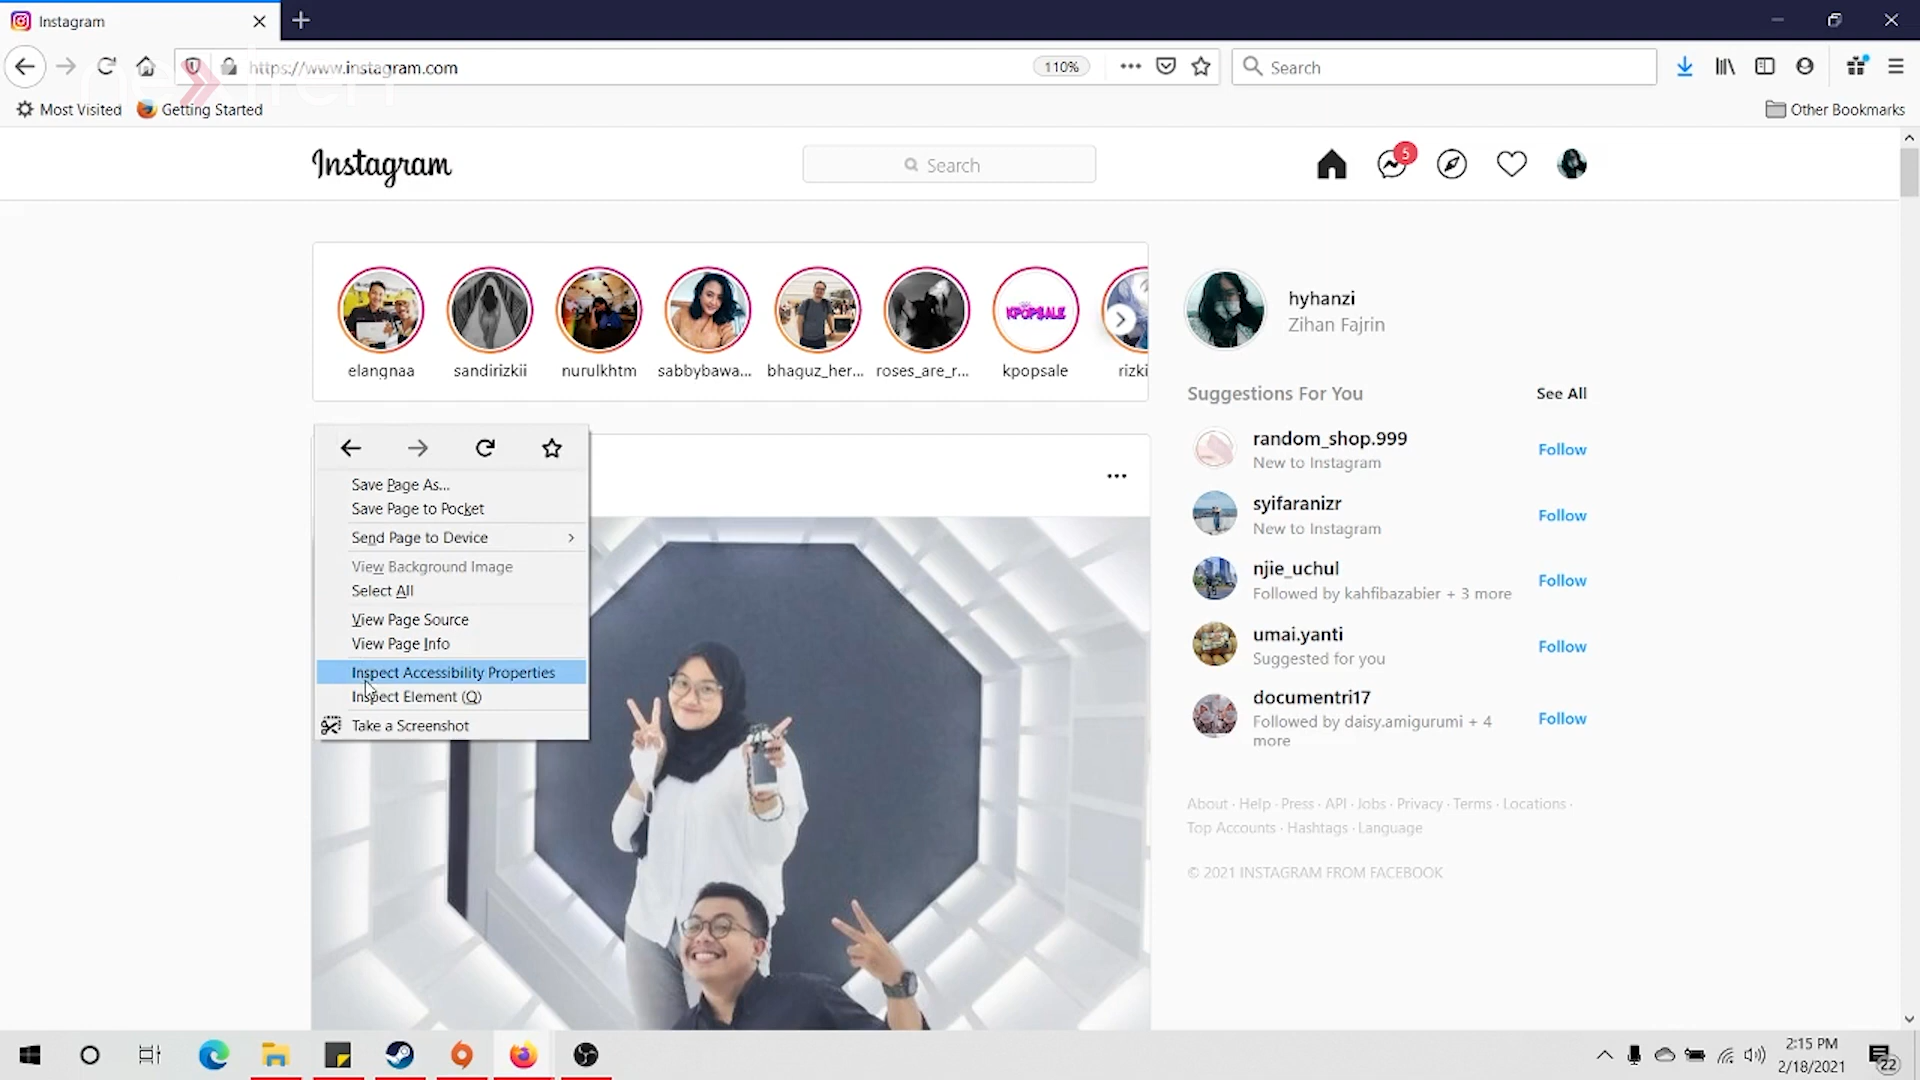 Instagram
https://www.instagram.com
110%
Search
Most Visited
Getting Started
Other Bookmarks
Instagram
Search
5
elangnaa
sandirizkii
nurulkhtm
sabbybawa...
bhaguz_her...
roses_are_r...
KPOPSALE
kpopsale
rizki
hyhanzi
Zihan Fajrin
Suggestions For You
See All
random_shop.999
New to Instagram
Follow
syifaranizr
New to Instagram
Follow
njie_uchul
Followed by kahfibazabier + 3 more
Follow
umai.yanti
Suggested for you
Follow
documentri17
Followed by daisy.amigurumi + 4
more
Follow
About · Help · Press · API · Jobs · Privacy · Terms · Locations ·
Top Accounts · Hashtags · Language
© 2021 INSTAGRAM FROM FACEBOOK
Save Page As...
Save Page to Pocket
Send Page to Device
View Background Image
Select All
View Page Source
View Page Info
Inspect Accessibility Properties
Inspect Element (Q)
Take a Screenshot
2:15 PM
2/18/2021
22